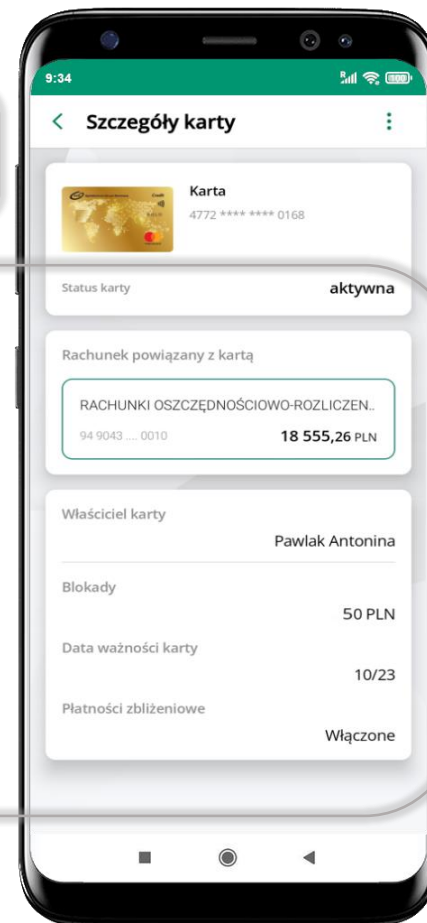 9:34
Szczegóły karty
Karta
4772 **** **** 0168
Status karty
aktywna
Rachunek powiązany z kartą
RACHUNKI OSZCZĘDNOŚCIOWO-ROZLICZEN..
94 9043 .... 0010
18 555,26 PLN
Właściciel karty
Pawlak Antonina
Blokady
50 PLN
Data ważności karty
10/23
Płatności zbliżeniowe
Włączone